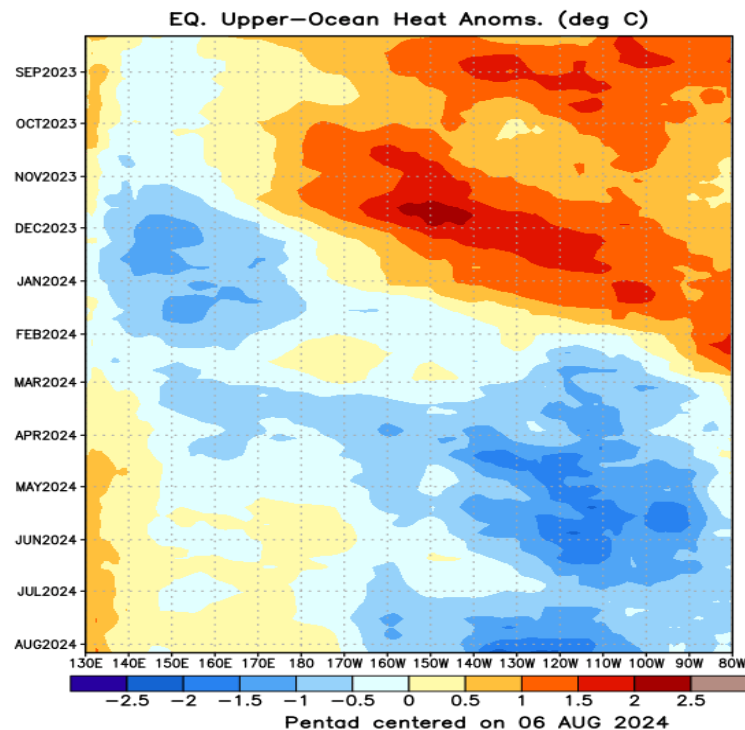 EQ. Upper-Ocean Heat Anoms. (deg C)
SEP2023
OCT2023
NOV2023
DEC2023
JAN2024
FEB2024
MAR2024
APR2024
MAY2024
JUN2024
JUL2024
AUG2024
130E 140E 150E 160E 170E 180 170W 160W 150W 140W 130W 120W 110W 100W 90W 80W
-2.5 -2 -1.5 -1 -0.5 0 0.5 1 1.5 2 2.5
Pentad centered on 06 AUG 2024